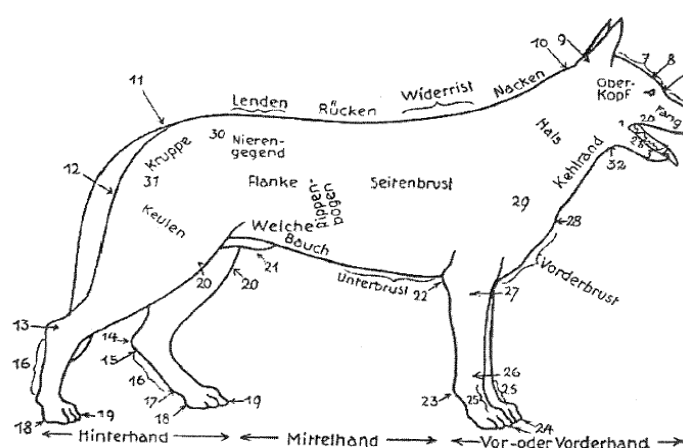 10
9
7
8
11
Lenden
Rücken
Widerrist
Nacken
Ober-
Kopf
Fang
30
Nieren-
gegend
Hals
12
Kruppe
31
Flanke
Rippen-
bogen
Seitenbrust
Kehlrand
32
29
28
Keulen
Welche
Bauch
21
20
20
Unterbrust
22
27
Vorderbrust
13
14
15
16
16
17
18
19
18
19
26
25
25
23
24
Hinterhand
Mittelhand
Vor-oder Vorderhand